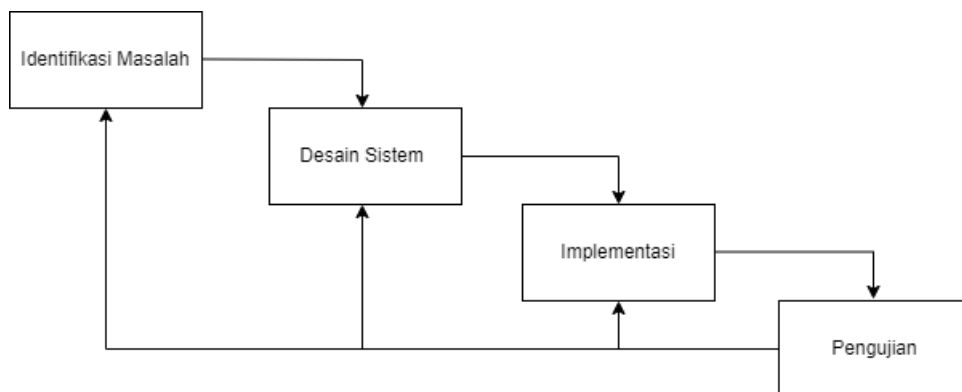 Identifikasi Masalah
Desain Sistem
Implementasi
Pengujian